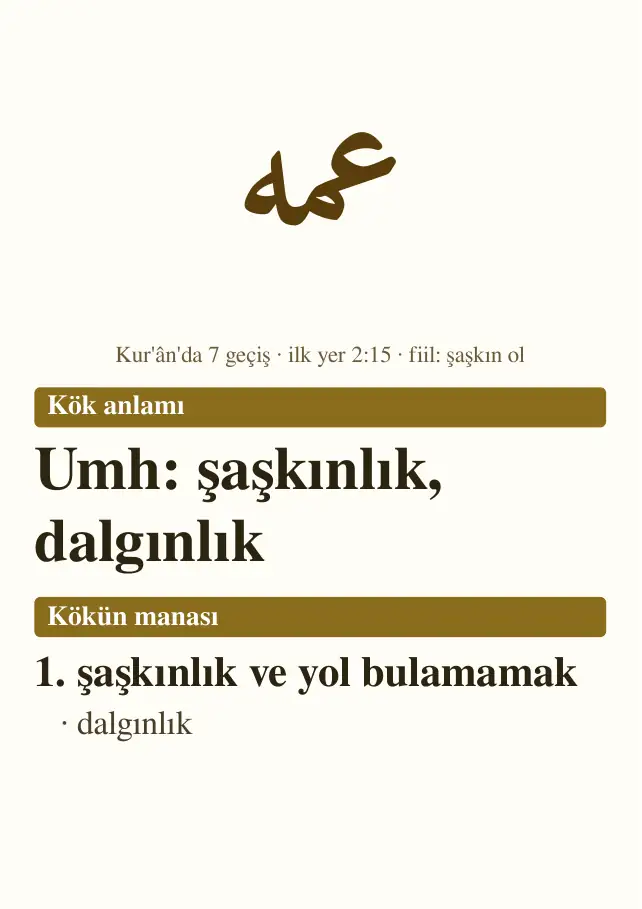 عمه
Kur'ân'da 7 geçiş · ilk yer 2:15 · fiil: şaşkın ol
Kök anlamı
Umh: şaşkınlık,
dalgınlık
Kökün manası
1. şaşkınlık ve yol bulamamak
· dalgınlık